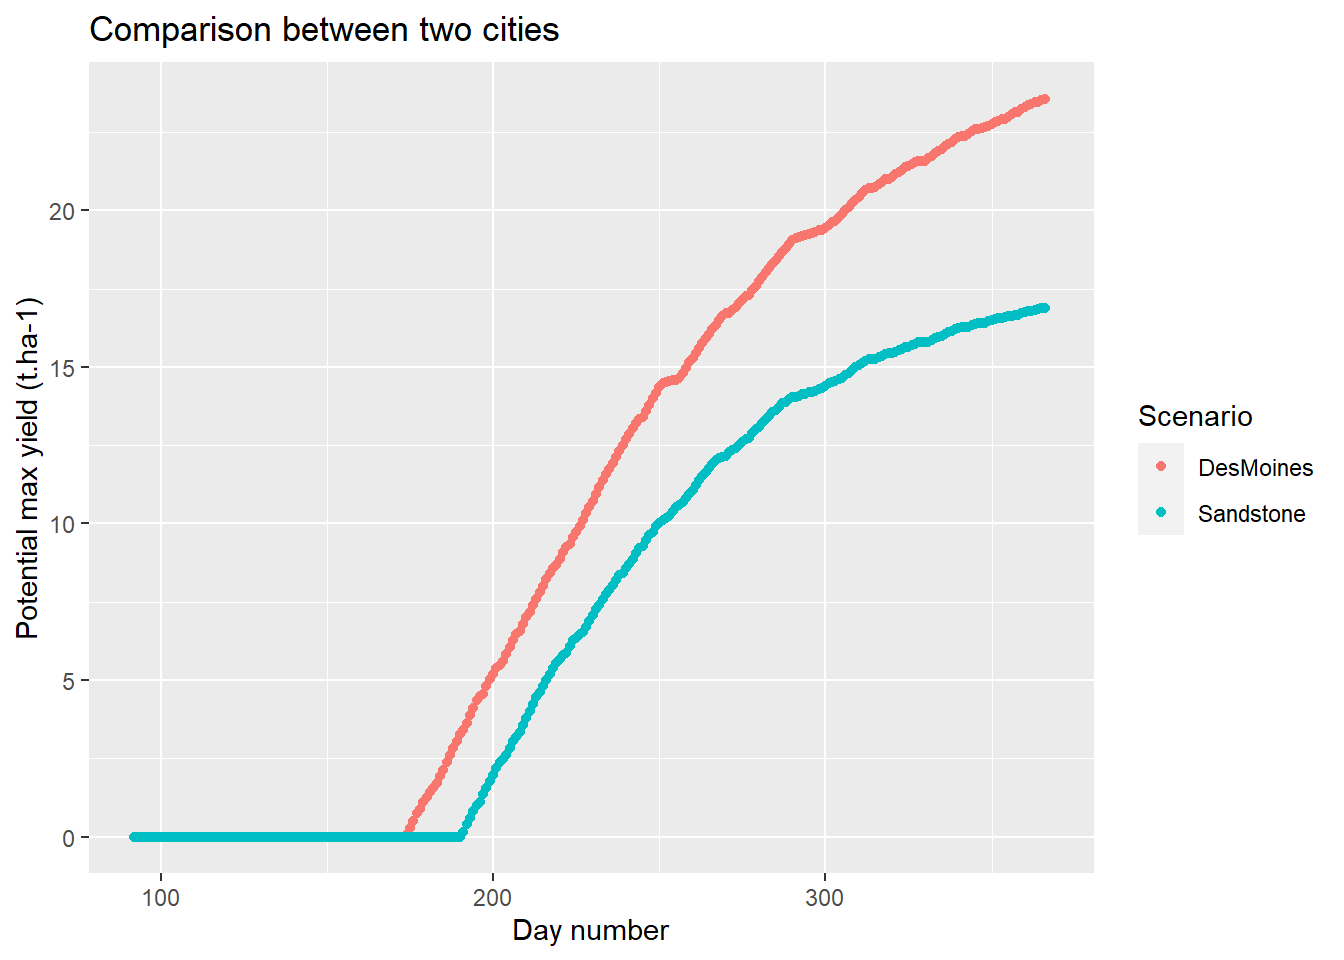 Comparison between two cities
Potential max yield (t.ha-1)
20
15
10
5
0
100
200
300
Day number
Scenario
DesMoines
Sandstone